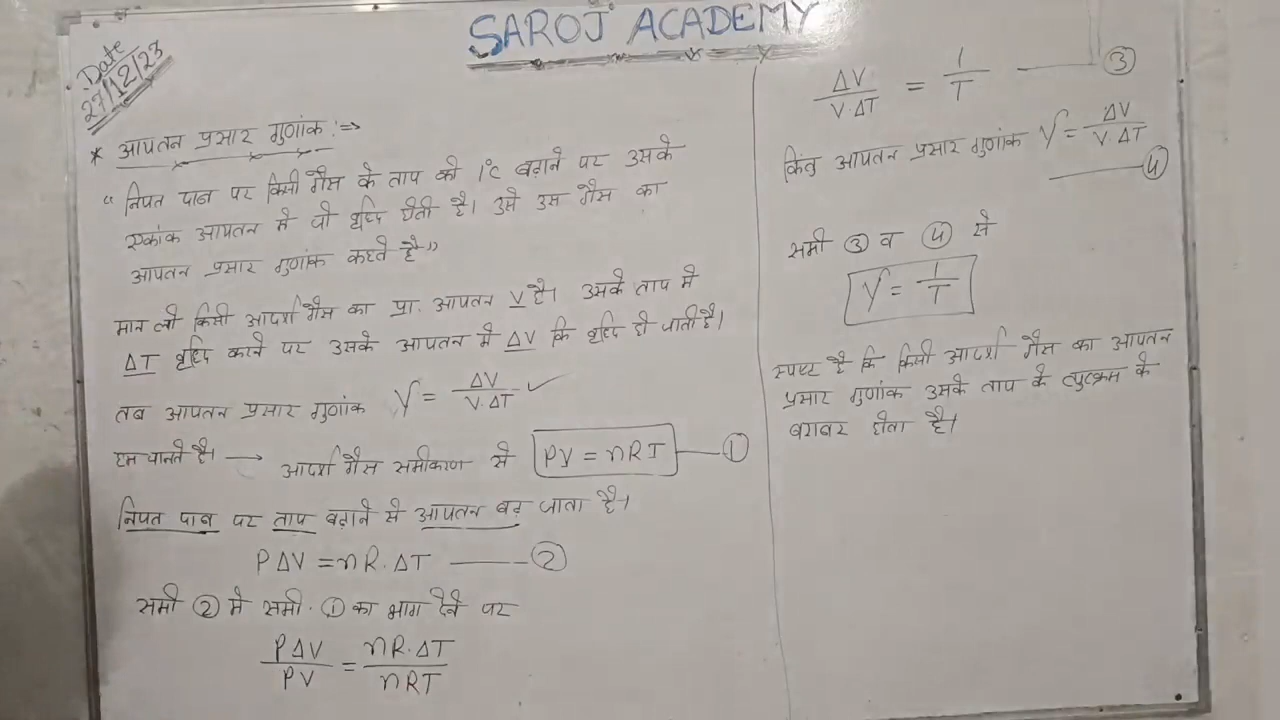 SAROJ ACADEMY
Date
27/12/23
* आयतन प्रसार गुणांक :⇒
“ नियत दाब पर किसी गैस के ताप को 1°C बढ़ाने पर उसके
एकांक आयतन मे जो वृद्धि होती है। उसे उस गैस का
आयतन प्रसार गुणांक कहते है”
मान लो किसी आदर्श गैस का प्रा. आयतन V है। उसके ताप मे
ΔT वृद्धि करने पर उसके आयतन मे ΔV कि वृद्धि हो जाती है।
तब आयतन प्रसार गुणांक γ = ΔV / V·ΔT ✓
हम जानते है। → आदर्श गैस समीकरण से PV = nRT — ①
नियत दाब पर ताप बढ़ाने से आयतन बढ़ जाता है।
PΔV = nR·ΔT — ②
समी ② मे समी. ① का भाग देने पर
PΔV / PV = nR·ΔT / nRT
ΔV / V·ΔT = 1 / T — ③
किंतु आयतन प्रसार गुणांक γ = ΔV / V·ΔT
— ④
समी ③ व ④ से
γ = 1 / T
स्पष्ट है कि किसी आदर्श गैस का आयतन
प्रसार गुणांक उसके ताप के व्युत्क्रम के
बराबर होता है।